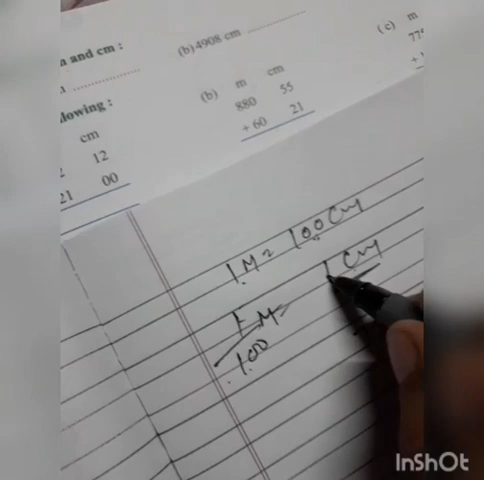 m and cm :
(b) 4908 cm ..............
(c) m
..............
lowing :
(b) m cm
880 55
+ 60 21
cm
12
21 00
1 M = 100 Cm
1/100 M = 1 Cm
InShOt